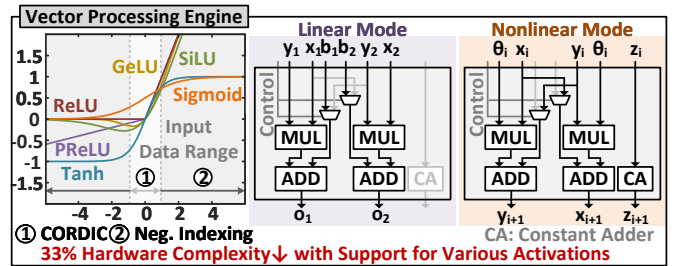 Vector Processing Engine
1
0.5
0
-0.5
-1
-1.5
GeLU
SiLU
ReLU
Sigmoid
PReLU
Input
Data Range
Tanh
① ②
-4 -2 0 2 4
① CORDIC ② Neg. Indexing
Linear Mode
y₁ x₁ b₁ b₂ y₂ x₂
Control
MUL MUL
ADD ADD CA
o₁ o₂
Nonlinear Mode
θᵢ xᵢ yᵢ θᵢ zᵢ
Control
MUL MUL
ADD ADD CA
yᵢ₊₁ xᵢ₊₁ zᵢ₊₁
CA: Constant Adder
33% Hardware Complexity↓ with Support for Various Activations